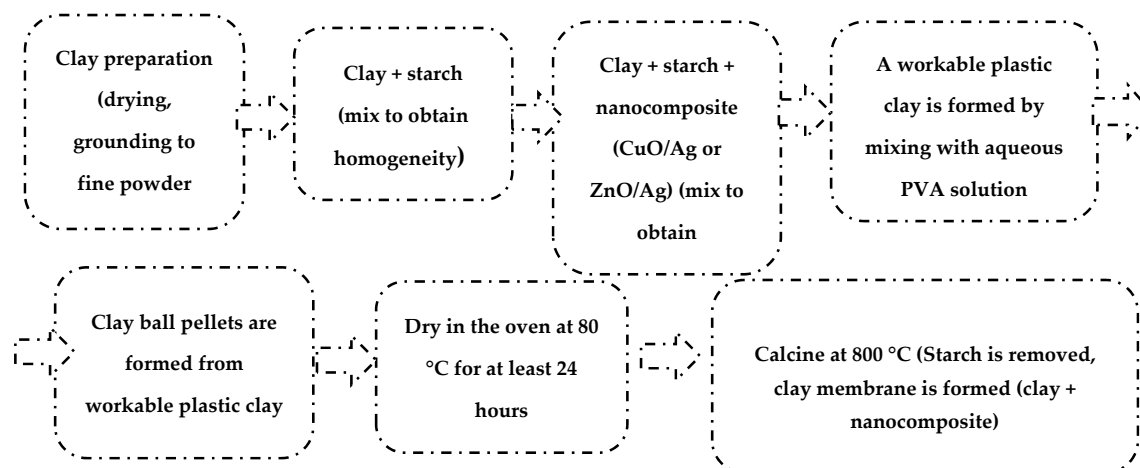 Clay preparation
(drying,
grounding to
fine powder
Clay + starch
(mix to obtain
homogeneity)
Clay + starch +
nanocomposite
(CuO/Ag or
ZnO/Ag) (mix to
obtain
A workable plastic
clay is formed by
mixing with aqueous
PVA solution
Clay ball pellets are
formed from
workable plastic clay
Dry in the oven at 80
°C for at least 24
hours
Calcine at 800 °C (Starch is removed,
clay membrane is formed (clay +
nanocomposite)